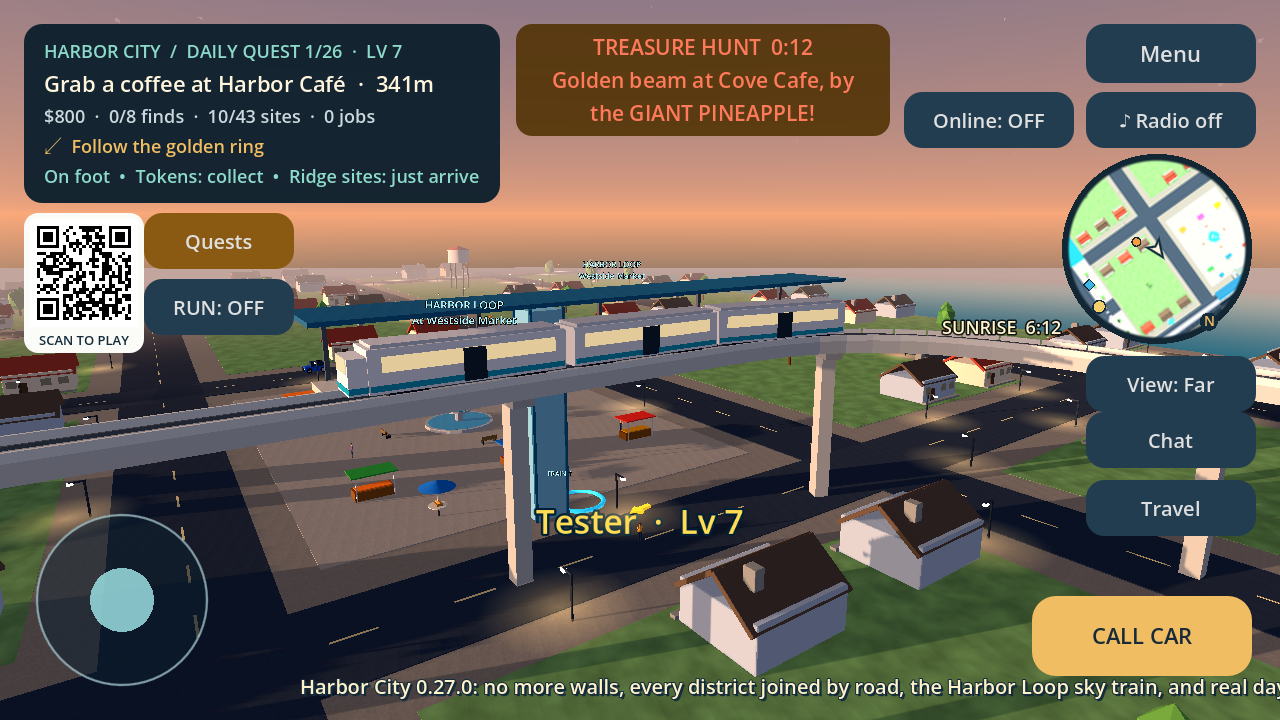 HARBOR CITY / DAILY QUEST 1/26 · LV 7
Grab a coffee at Harbor Café · 341m
$800 · 0/8 finds · 10/43 sites · 0 jobs
↙ Follow the golden ring
On foot • Tokens: collect • Ridge sites: just arrive
TREASURE HUNT 0:12
Golden beam at Cove Cafe, by
the GIANT PINEAPPLE!
Menu
Online: OFF
♪ Radio off
SCAN TO PLAY
Quests
RUN: OFF
HARBOR LOOP
HARBOR LOOP
At Westside Market
SUNRISE 6:12
N
View: Far
Chat
Travel
TRAIN
Tester · Lv 7
CALL CAR
Harbor City 0.27.0: no more walls, every district joined by road, the Harbor Loop sky train, and real day